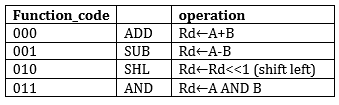 Function_code operation
000 ADD Rd←A+B
001 SUB Rd←A-B
010 SHL Rd←Rd<<1 (shift left)
011 AND Rd←A AND B